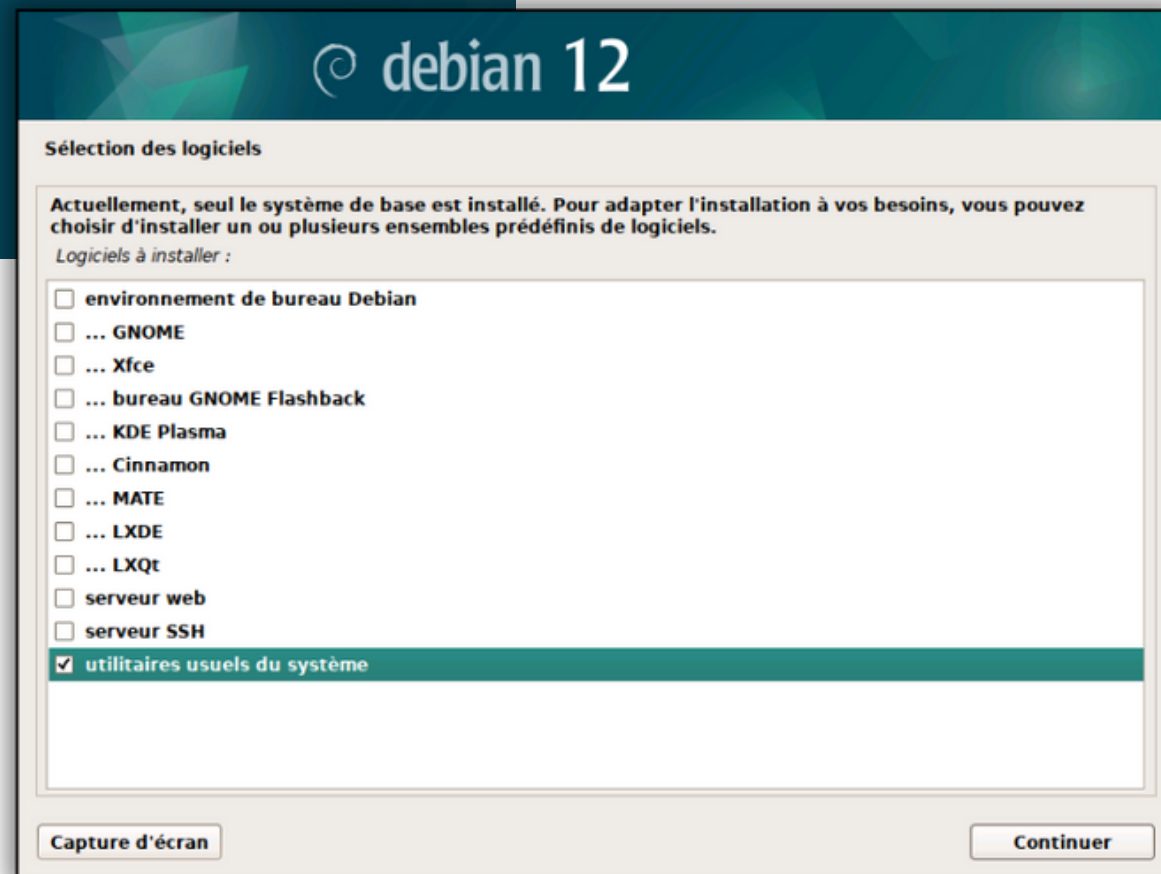 debian 12
Sélection des logiciels
Actuellement, seul le système de base est installé. Pour adapter l'installation à vos besoins, vous pouvez
choisir d'installer un ou plusieurs ensembles prédéfinis de logiciels.
Logiciels à installer :
environnement de bureau Debian
... GNOME
... Xfce
... bureau GNOME Flashback
... KDE Plasma
... Cinnamon
... MATE
... LXDE
... LXQt
serveur web
serveur SSH
utilitaires usuels du système
Capture d'écran
Continuer